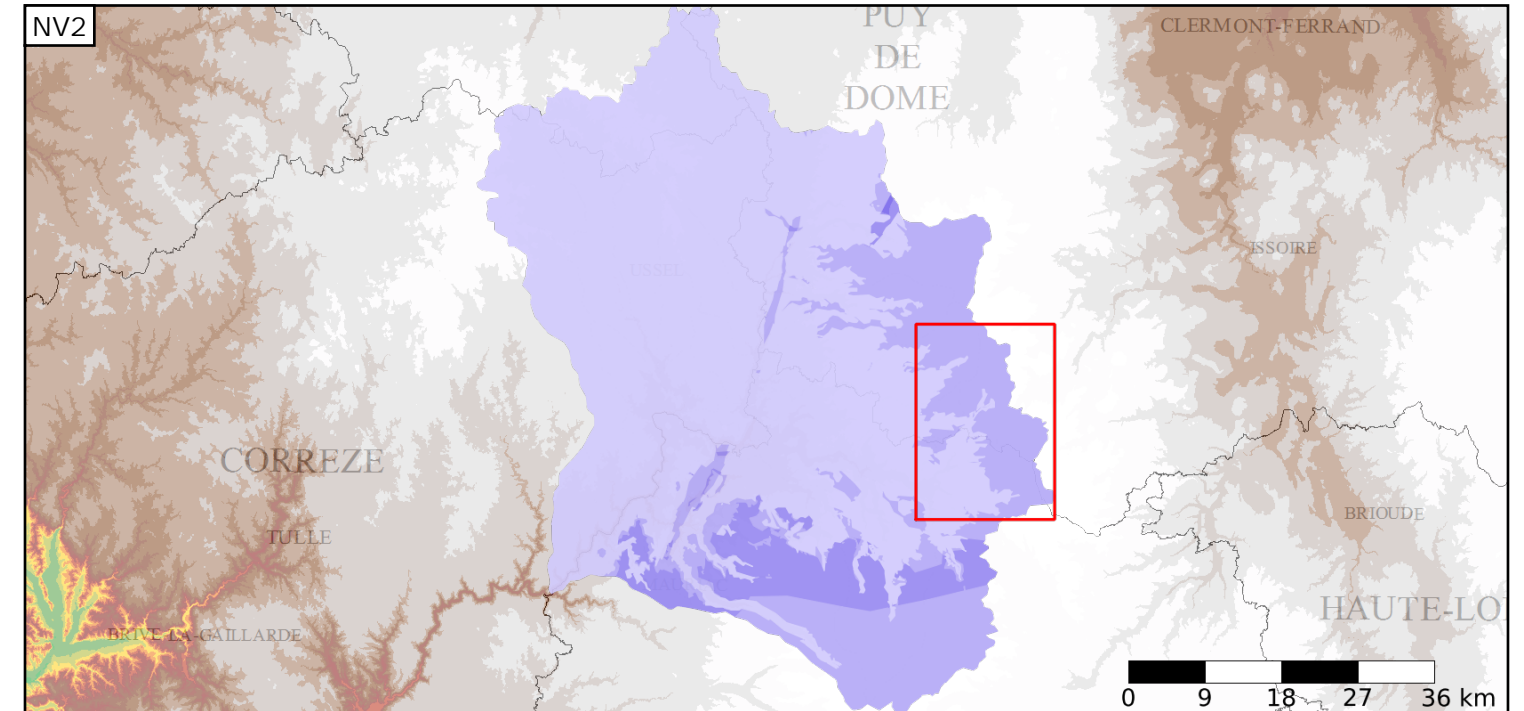 NV2
PUY
DE
DOME
CLERMONT-FERRAND
ISSOIRE
USSEL
CORREZE
TULLE
BRIOUDE
HAUTE-LO
BRIVE-LA-GAILLARDE
0 9 18 27 36 km